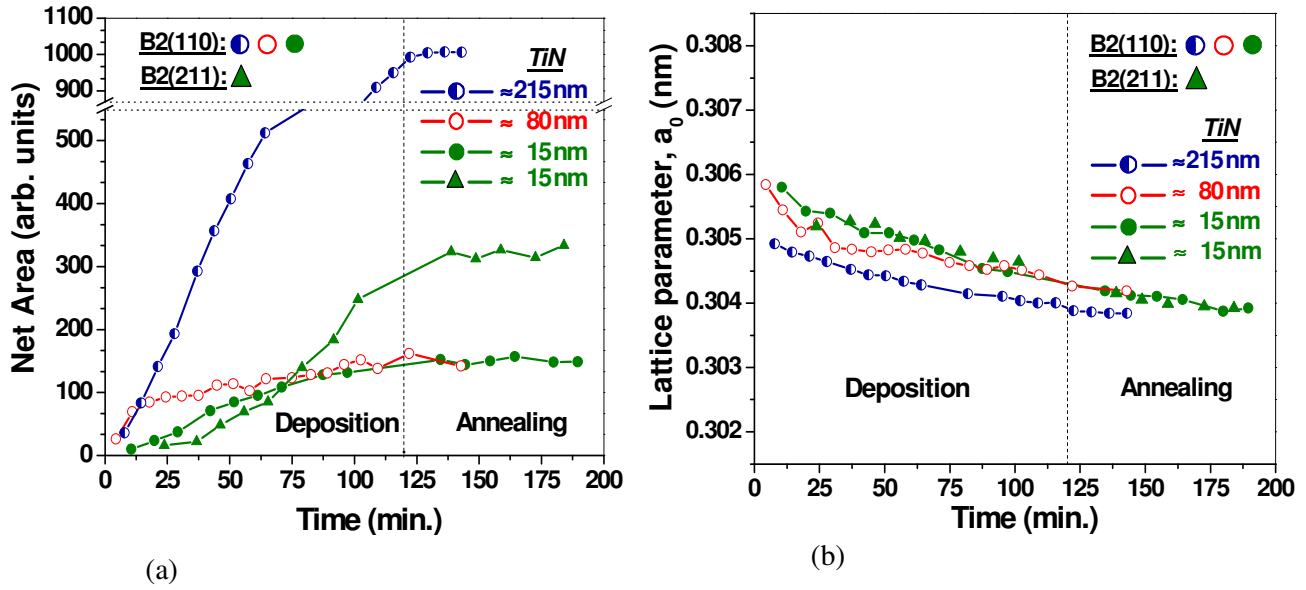 1100
1000
900
500
400
300
200
100
0
Net Area (arb. units)
B2(110):
B2(211):
TiN
≈215nm
≈ 80nm
≈ 15nm
≈ 15nm
Deposition
Annealing
0 25 50 75 100 125 150 175 200
Time (min.)
(a)
0.308
0.307
0.306
0.305
0.304
0.303
0.302
Lattice parameter, a0 (nm)
B2(110):
B2(211):
TiN
≈215nm
≈ 80nm
≈ 15nm
≈ 15nm
Deposition
Annealing
0 25 50 75 100 125 150 175 200
Time (min.)
(b)